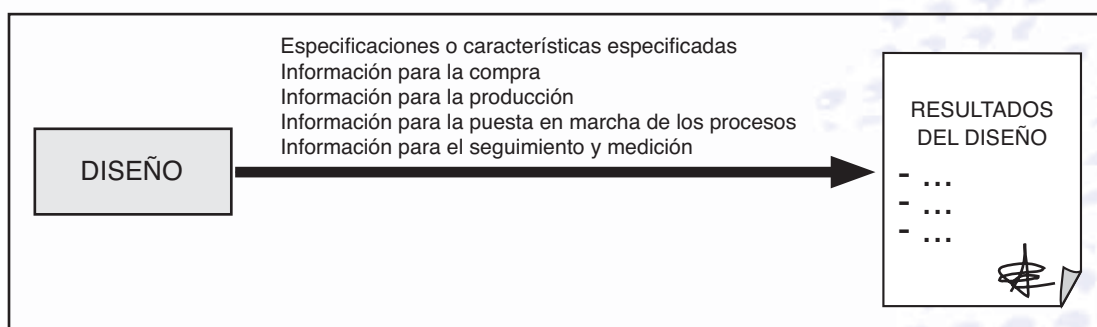 Especificaciones o características especificadas
Información para la compra
Información para la producción
Información para la puesta en marcha de los procesos
Información para el seguimiento y medición
DISEÑO
RESULTADOS
DEL DISEÑO
- ...
- ...
- ...